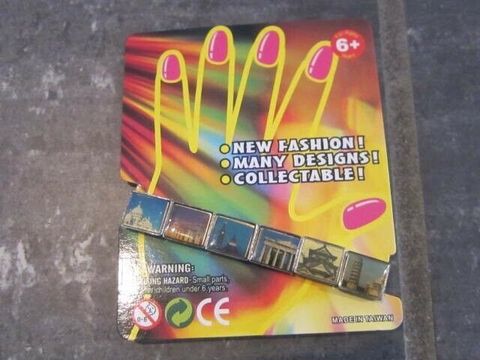 6+
NEW FASHION!
MANY DESIGNS!
COLLECTABLE!
WARNING:
HAZARD- Small parts.
children under 6 years.
CE
MADE IN TAIWAN